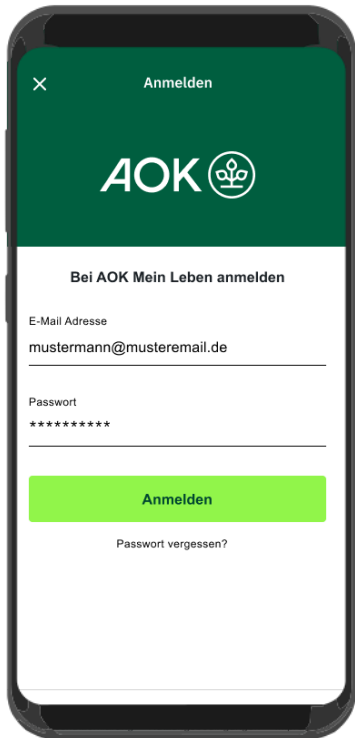 Anmelden
AOK
Bei AOK Mein Leben anmelden
E-Mail Adresse
mustermann@musteremail.de
Passwort
**********
Anmelden
Passwort vergessen?